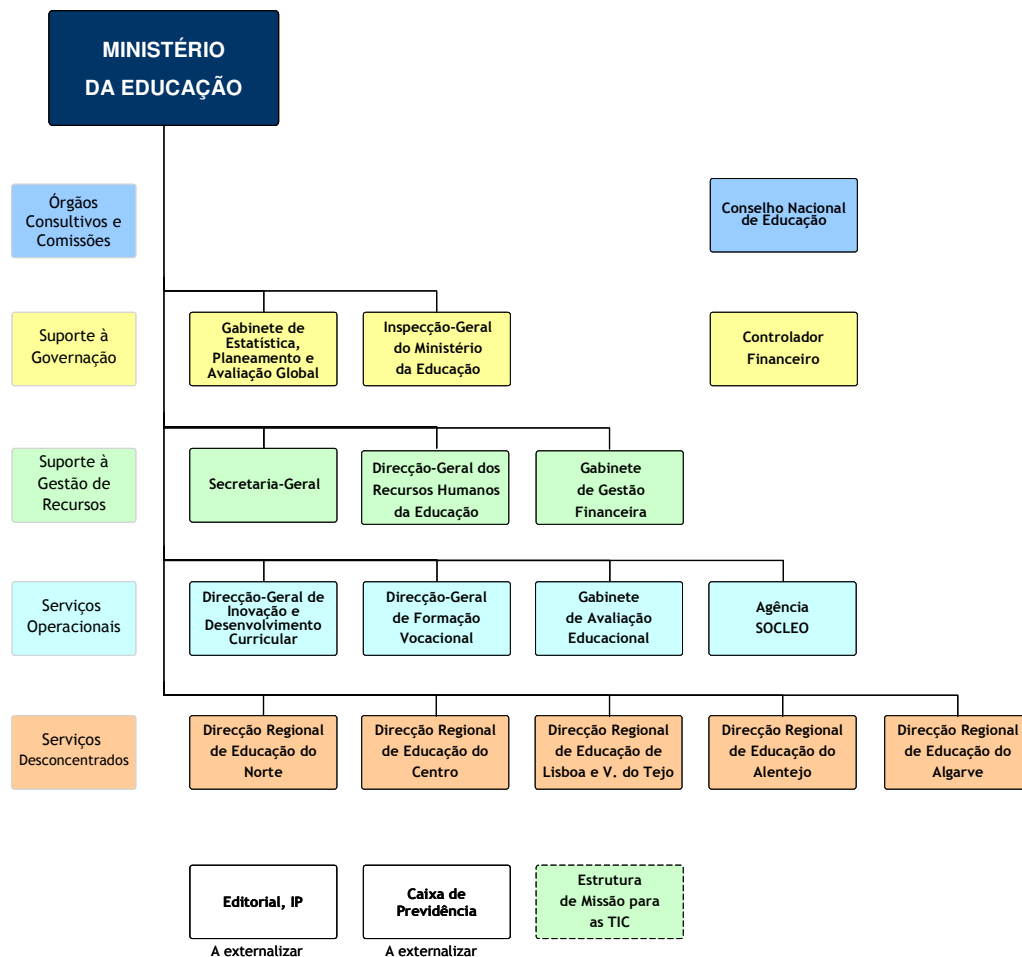 MINISTÉRIO
DA EDUCAÇÃO
Órgãos
Consultivos e
Comissões
Conselho Nacional
de Educação
Suporte à
Governação
Gabinete de
Estatística,
Planeamento e
Avaliação Global
Inspecção-Geral
do Ministério
da Educação
Controlador
Financeiro
Suporte à
Gestão de
Recursos
Secretaria-Geral
Direcção-Geral dos
Recursos Humanos
da Educação
Gabinete
de Gestão
Financeira
Serviços
Operacionais
Direcção-Geral de
Inovação e
Desenvolvimento
Curricular
Direcção-Geral
de Formação
Vocacional
Gabinete
de Avaliação
Educacional
Agência
SOCLEO
Serviços
Desconcentrados
Direcção Regional
de Educação do
Norte
Direcção Regional
de Educação do
Centro
Direcção Regional
de Educação de
Lisboa e V. do Tejo
Direcção Regional
de Educação do
Alentejo
Direcção Regional
de Educação do
Algarve
Editorial, IP
A externalizar
Caixa de
Previdência
A externalizar
Estrutura
de Missão para
as TIC